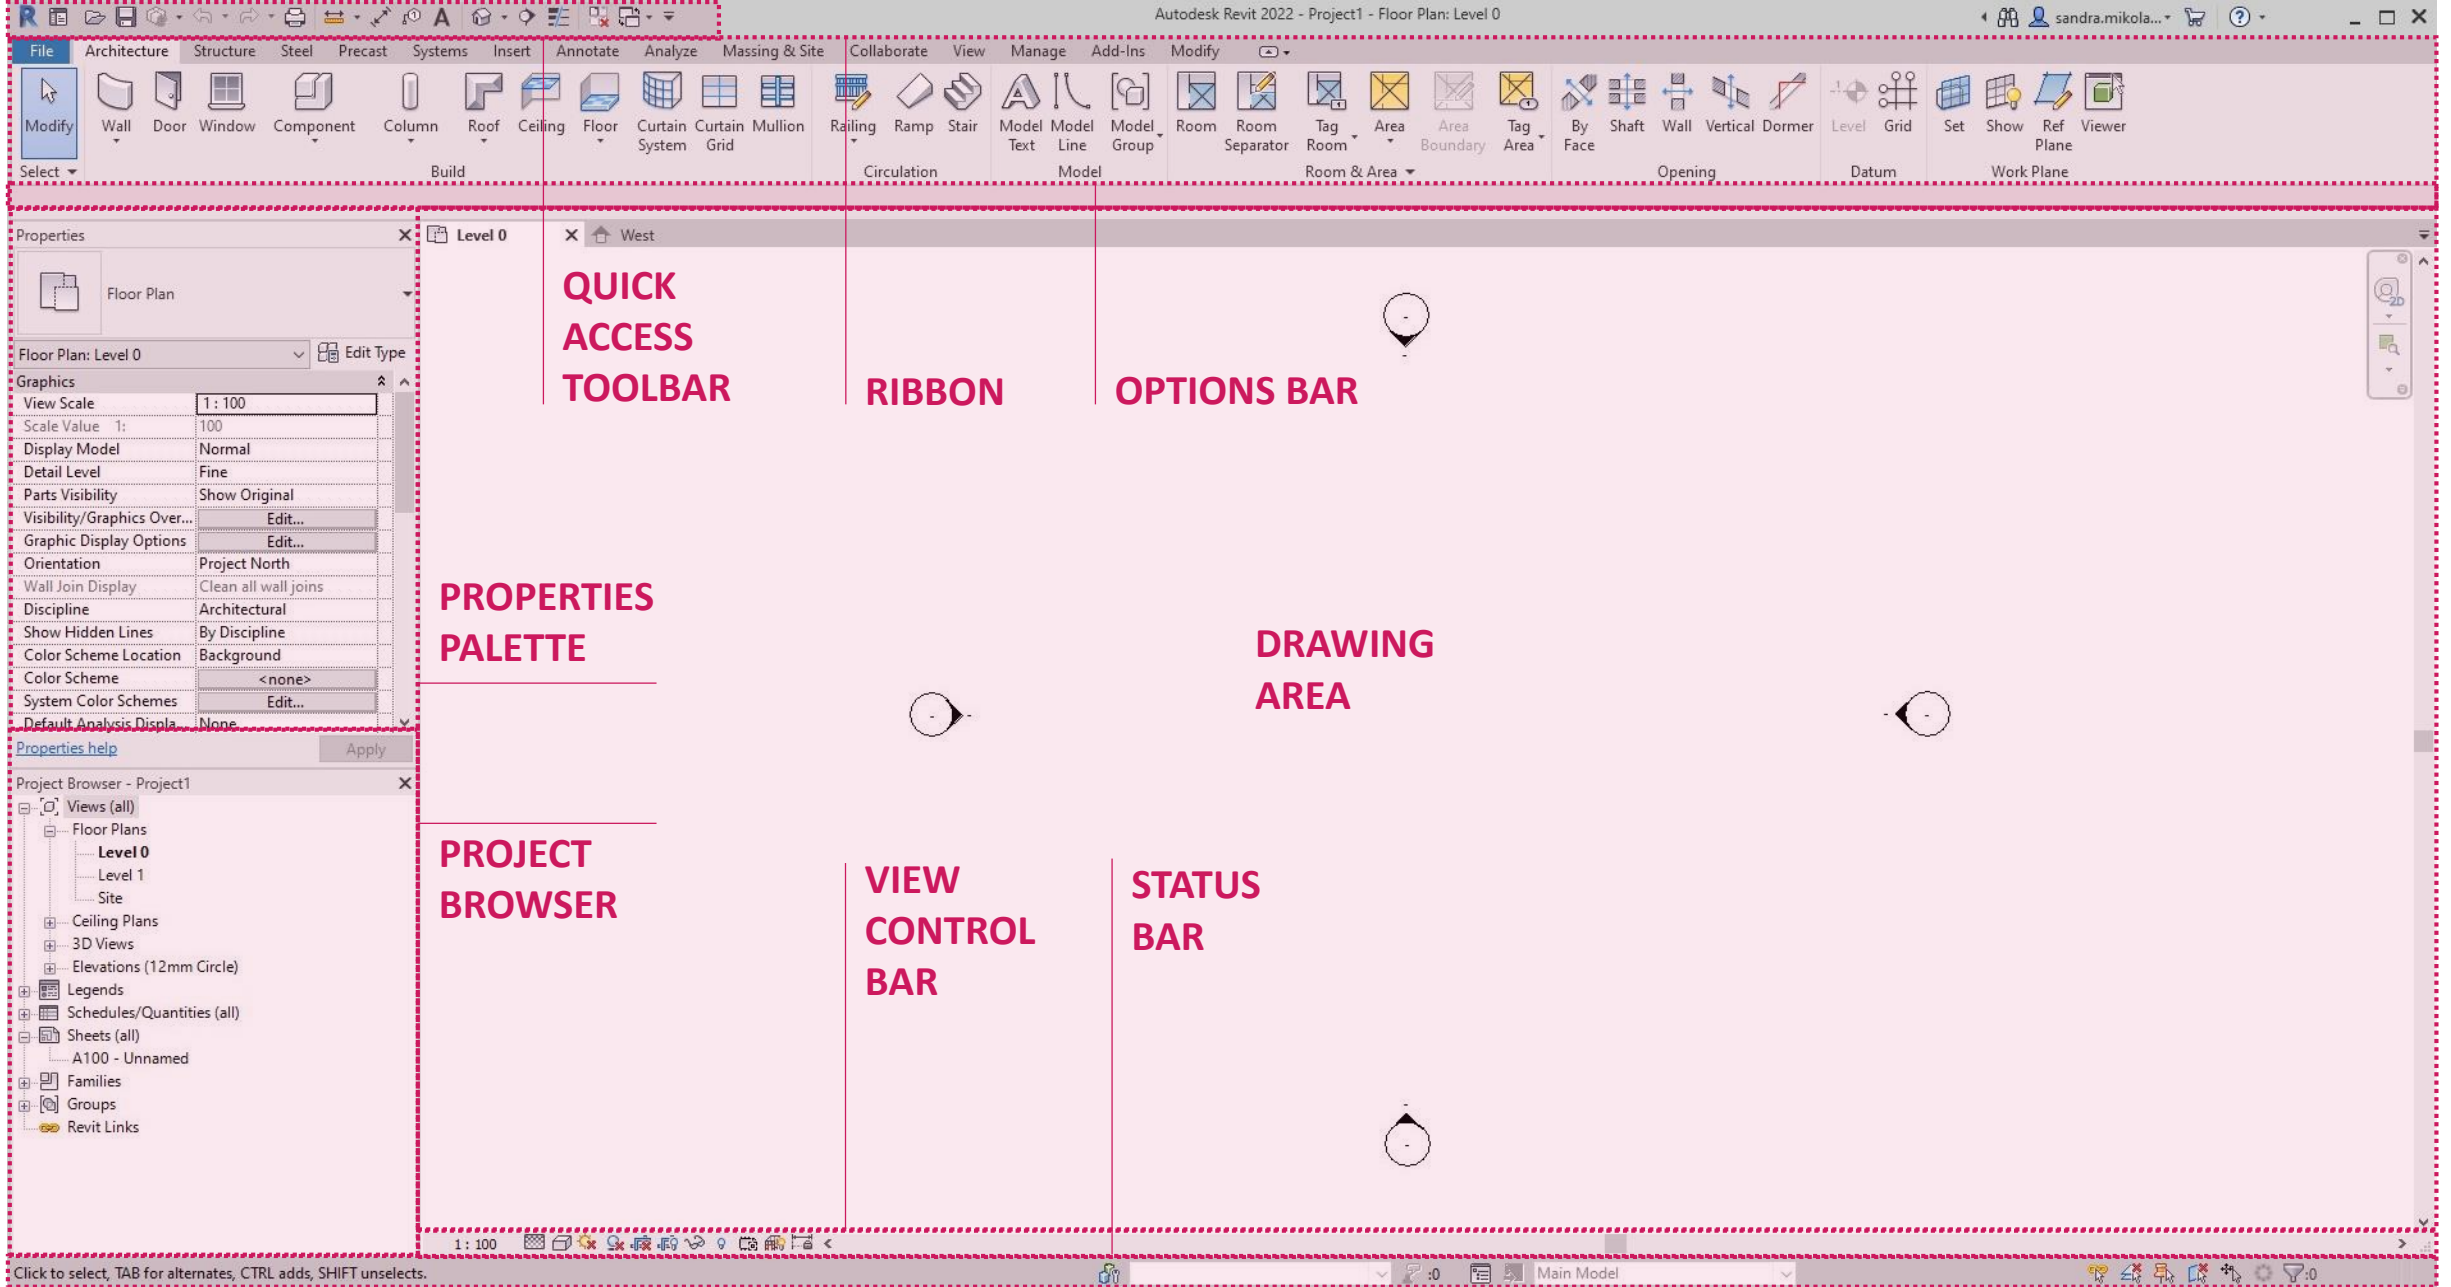 Autodesk Revit 2022 - Project1 - Floor Plan: Level 0
sandra.mikola...
File Architecture Structure Steel Precast Systems Insert Annotate Analyze Massing & Site Collaborate View Manage Add-Ins Modify
Modify Wall Door Window Component Column Roof Ceiling Floor Curtain System Curtain Grid Mullion Railing Ramp Stair Model Text Model Line Model Group Room Room Separator Tag Room Area Area Boundary Tag Area By Face Shaft Wall Vertical Dormer Level Grid Set Show Ref Plane Viewer
Select Build Circulation Model Room & Area Opening Datum Work Plane
Properties
Level 0 West
Floor Plan
2D
Floor Plan: Level 0 Edit Type
Graphics
View Scale 1 : 100
Scale Value 1: 100
Display Model Normal
Detail Level Fine
Parts Visibility Show Original
Visibility/Graphics Over... Edit...
Graphic Display Options Edit...
Orientation Project North
Wall Join Display Clean all wall joins
Discipline Architectural
Show Hidden Lines By Discipline
Color Scheme Location Background
Color Scheme <none>
System Color Schemes Edit...
Default Analysis Displa... None
Properties help Apply
Project Browser - Project1
Views (all)
Floor Plans
Level 0
Level 1
Site
Ceiling Plans
3D Views
Elevations (12mm Circle)
Legends
Schedules/Quantities (all)
Sheets (all)
A100 - Unnamed
Families
Groups
Revit Links
QUICK
ACCESS
TOOLBAR
RIBBON
OPTIONS BAR
PROPERTIES
PALETTE
DRAWING
AREA
PROJECT
BROWSER
VIEW
CONTROL
BAR
STATUS
BAR
1 : 100
Click to select, TAB for alternates, CTRL adds, SHIFT unselects.
:0
Main Model
:0